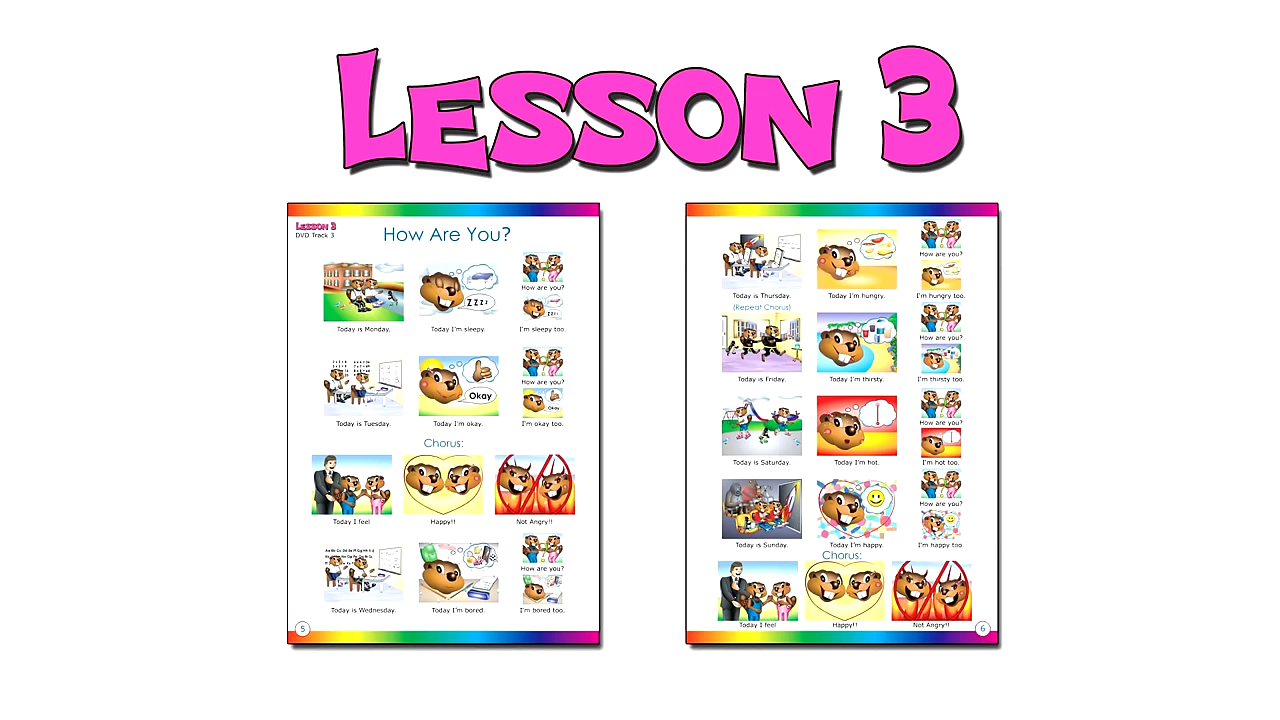 LESSON 3
LESSON 3
DVD Track 3
How Are You?
ZZZZ
How are you?
ZZZZ
Today is Monday.
Today I'm sleepy.
I'm sleepy too.
Okay
How are you?
Okay
Today is Tuesday.
Today I'm okay.
I'm okay too.
Chorus:
Today I feel
Happy!!
Not Angry!!
How are you?
Today is Wednesday.
Today I'm bored.
I'm bored too.
5
How are you?
Today is Thursday.
Today I'm hungry.
I'm hungry too.
(Repeat Chorus)
How are you?
Today is Friday.
Today I'm thirsty.
I'm thirsty too.
How are you?
Today is Saturday.
Today I'm hot.
I'm hot too.
How are you?
Today is Sunday.
Today I'm happy.
I'm happy too.
Chorus:
Today I feel
Happy!!
Not Angry!!
6